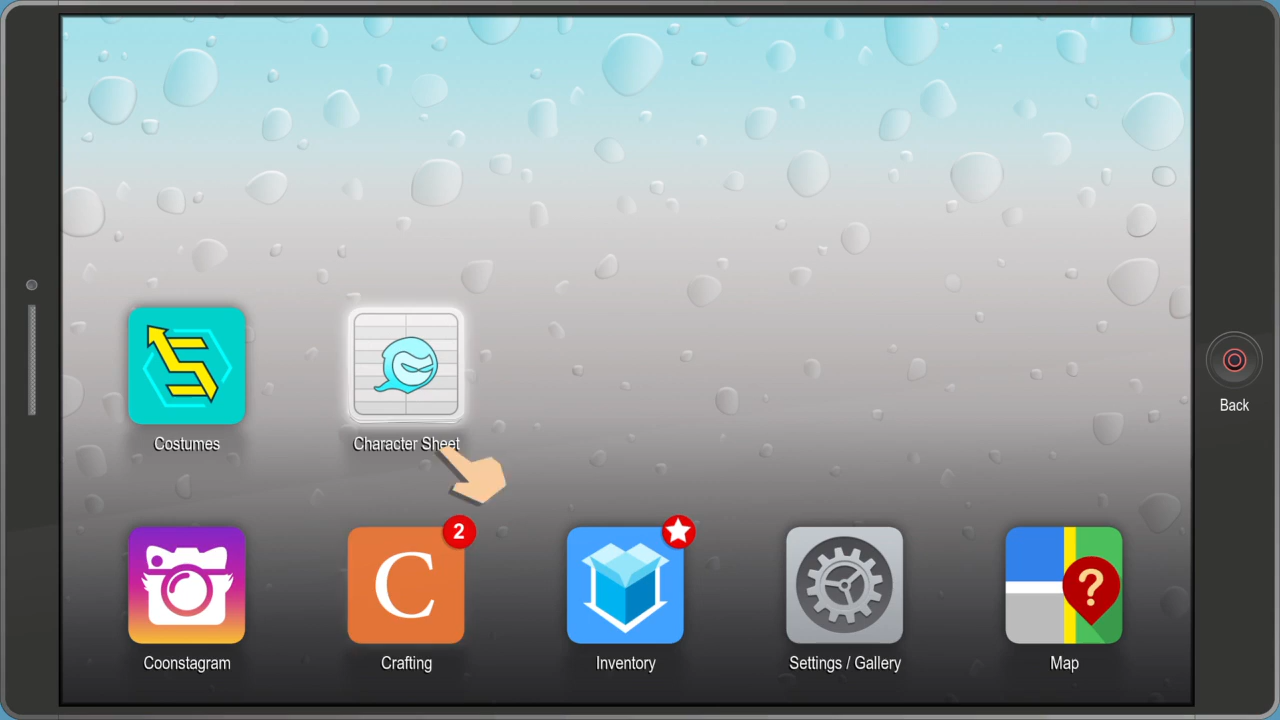 Costumes
Character Sheet
Back
2
C
Coonstagram
Crafting
Inventory
Settings / Gallery
?
Map